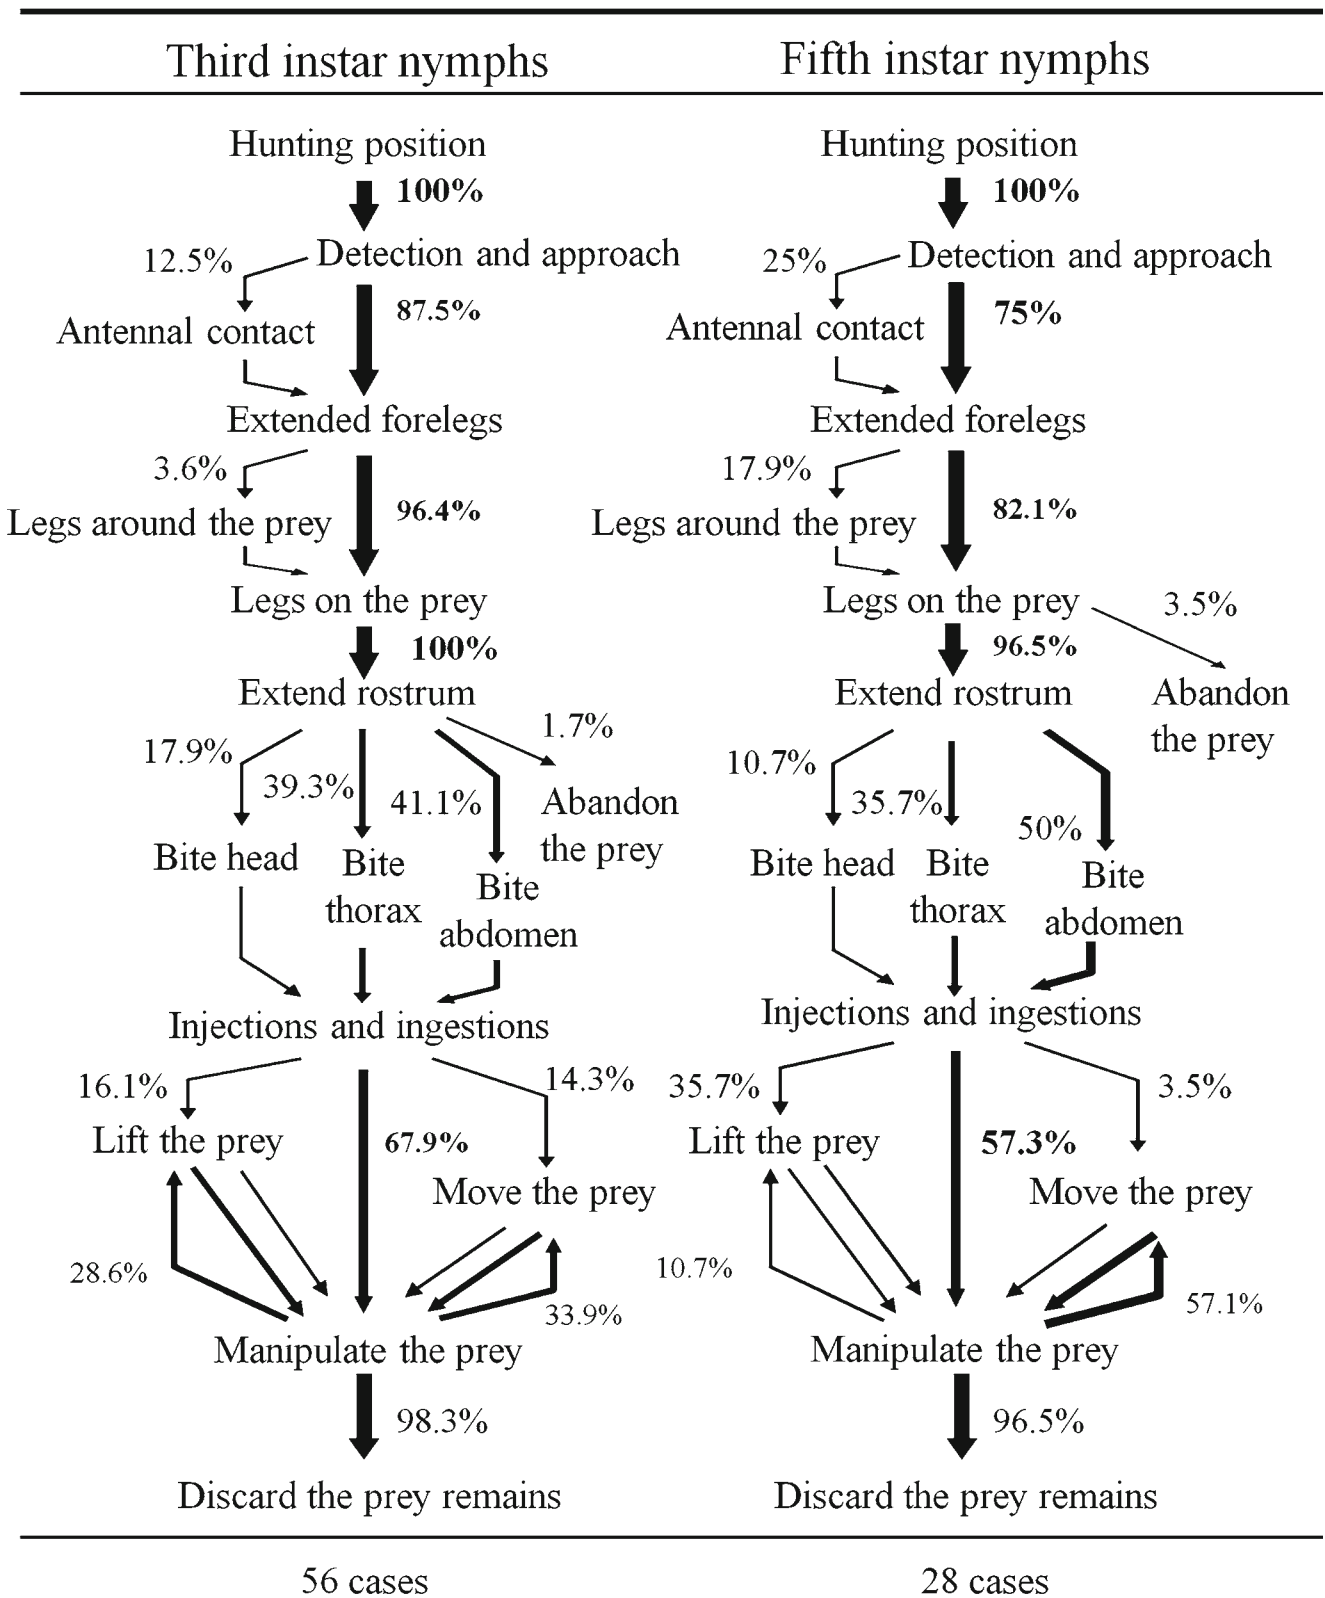 Third instar nymphs
Hunting position
100%
Detection and approach
12.5%
87.5%
Antennal contact
Extended forelegs
3.6%
96.4%
Legs around the prey
Legs on the prey
100%
Extend rostrum
17.9%
39.3%
41.1%
1.7%
Abandon
the prey
Bite head
Bite
thorax
Bite
abdomen
Injections and ingestions
16.1%
14.3%
Lift the prey
67.9%
Move the prey
28.6%
33.9%
Manipulate the prey
98.3%
Discard the prey remains
56 cases
Fifth instar nymphs
Hunting position
100%
Detection and approach
25%
75%
Antennal contact
Extended forelegs
17.9%
82.1%
Legs around the prey
Legs on the prey
3.5%
96.5%
Abandon
the prey
Extend rostrum
10.7%
35.7%
50%
Bite head
Bite
thorax
Bite
abdomen
Injections and ingestions
35.7%
3.5%
Lift the prey
57.3%
Move the prey
10.7%
57.1%
Manipulate the prey
96.5%
Discard the prey remains
28 cases